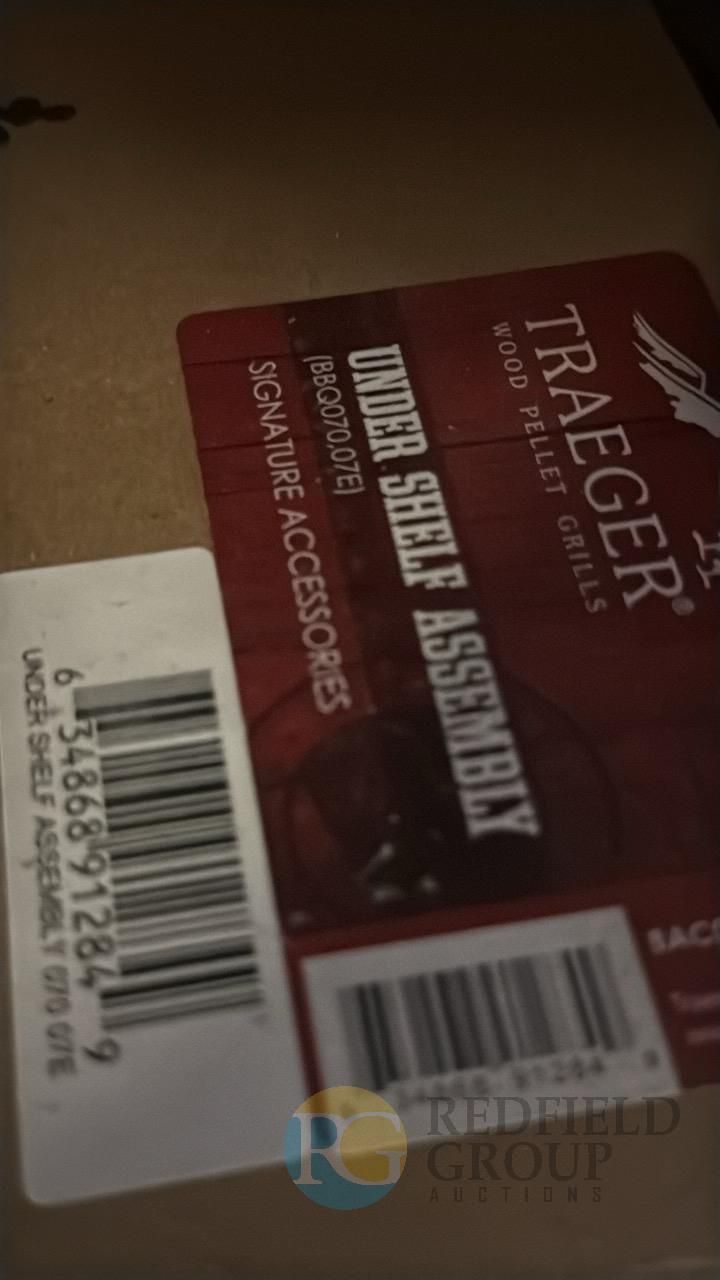 TRAEGER®
WOOD PELLET GRILLS
UNDER SHELF ASSEMBLY
(BBQ070,07E)
SIGNATURE ACCESSORIES
6 34868 91284 9
UNDER SHELF ASSEMBLY 070 07E
RG REDFIELD
GROUP
AUCTIONS